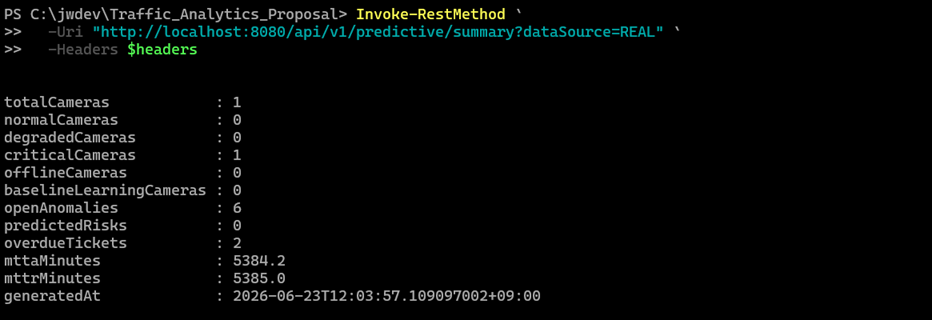 PS C:\jwdev\Traffic_Analytics_Proposal> Invoke-RestMethod `
>>   -Uri "http://localhost:8080/api/v1/predictive/summary?dataSource=REAL" `
>>   -Headers $headers
totalCameras            : 1
normalCameras           : 0
degradedCameras         : 0
criticalCameras         : 1
offlineCameras          : 0
baselineLearningCameras : 0
openAnomalies           : 6
predictedRisks          : 0
overdueTickets          : 2
mttaMinutes             : 5384.2
mttrMinutes             : 5385.0
generatedAt             : 2026-06-23T12:03:57.109097002+09:00